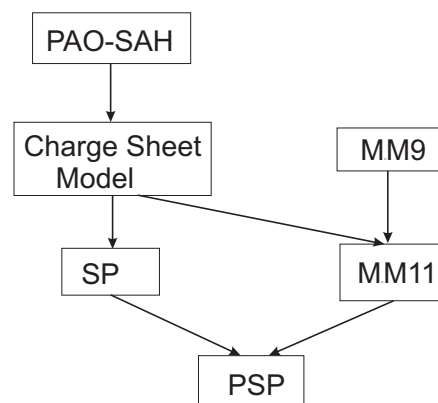 PAO-SAH
Charge Sheet
Model
MM9
SP
MM11
PSP